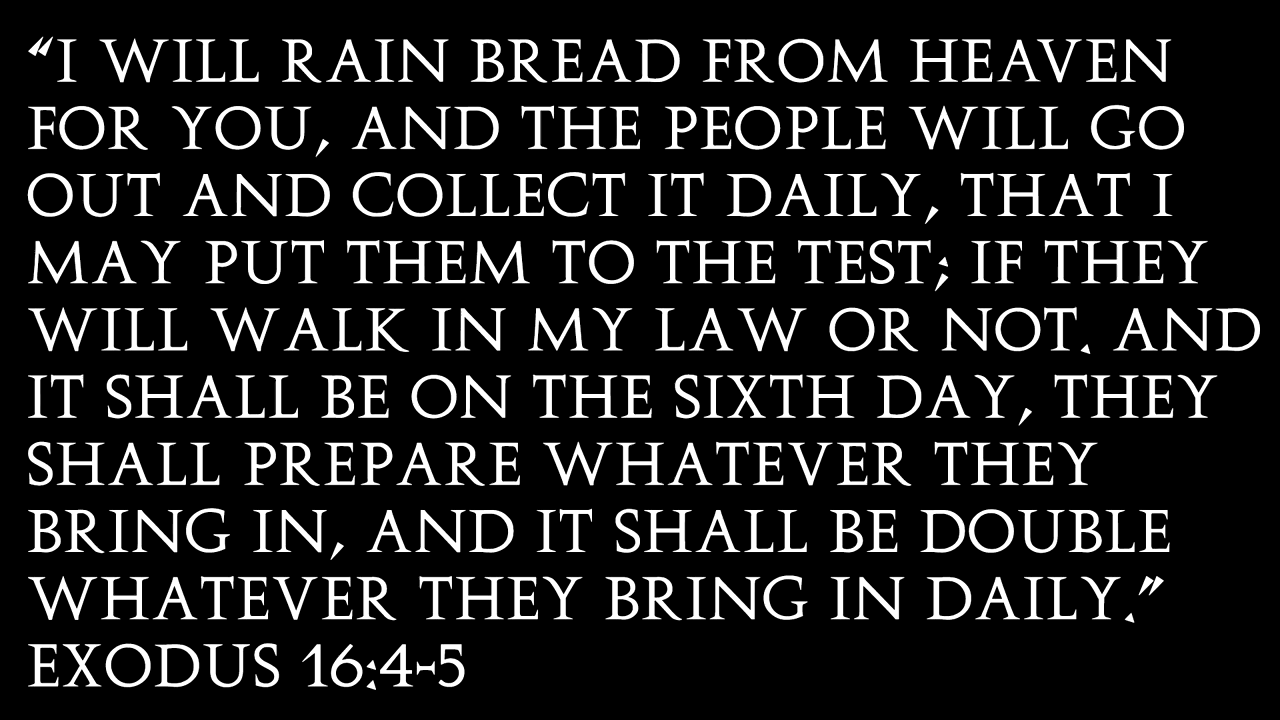 “I WILL RAIN BREAD FROM HEAVEN
FOR YOU, AND THE PEOPLE WILL GO
OUT AND COLLECT IT DAILY, THAT I
MAY PUT THEM TO THE TEST; IF THEY
WILL WALK IN MY LAW OR NOT. AND
IT SHALL BE ON THE SIXTH DAY, THEY
SHALL PREPARE WHATEVER THEY
BRING IN, AND IT SHALL BE DOUBLE
WHATEVER THEY BRING IN DAILY.”
EXODUS 16:4-5